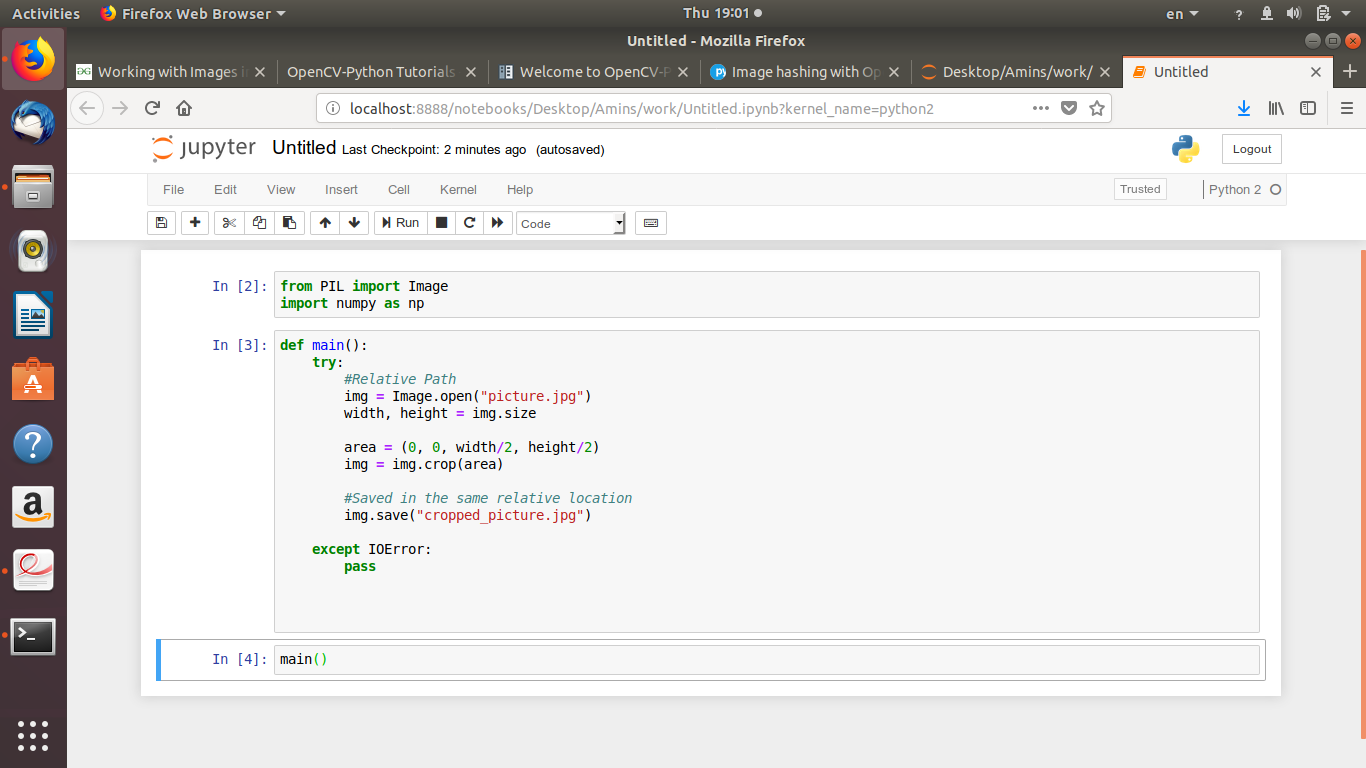 Activities Firefox Web Browser Thu 19:01 en ?
Untitled - Mozilla Firefox
Working with Images i OpenCV-Python Tutorials Welcome to OpenCV-P Image hashing with Op Desktop/Amins/work/ Untitled
localhost:8888/notebooks/Desktop/Amins/work/Untitled.ipynb?kernel_name=python2
jupyter Untitled Last Checkpoint: 2 minutes ago (autosaved) Logout
File Edit View Insert Cell Kernel Help Trusted Python 2
Run Code
In [2]: from PIL import Image
import numpy as np
In [3]: def main():
try:
#Relative Path
img = Image.open("picture.jpg")
width, height = img.size
area = (0, 0, width/2, height/2)
img = img.crop(area)
#Saved in the same relative location
img.save("cropped_picture.jpg")
except IOError:
pass
In [4]: main()